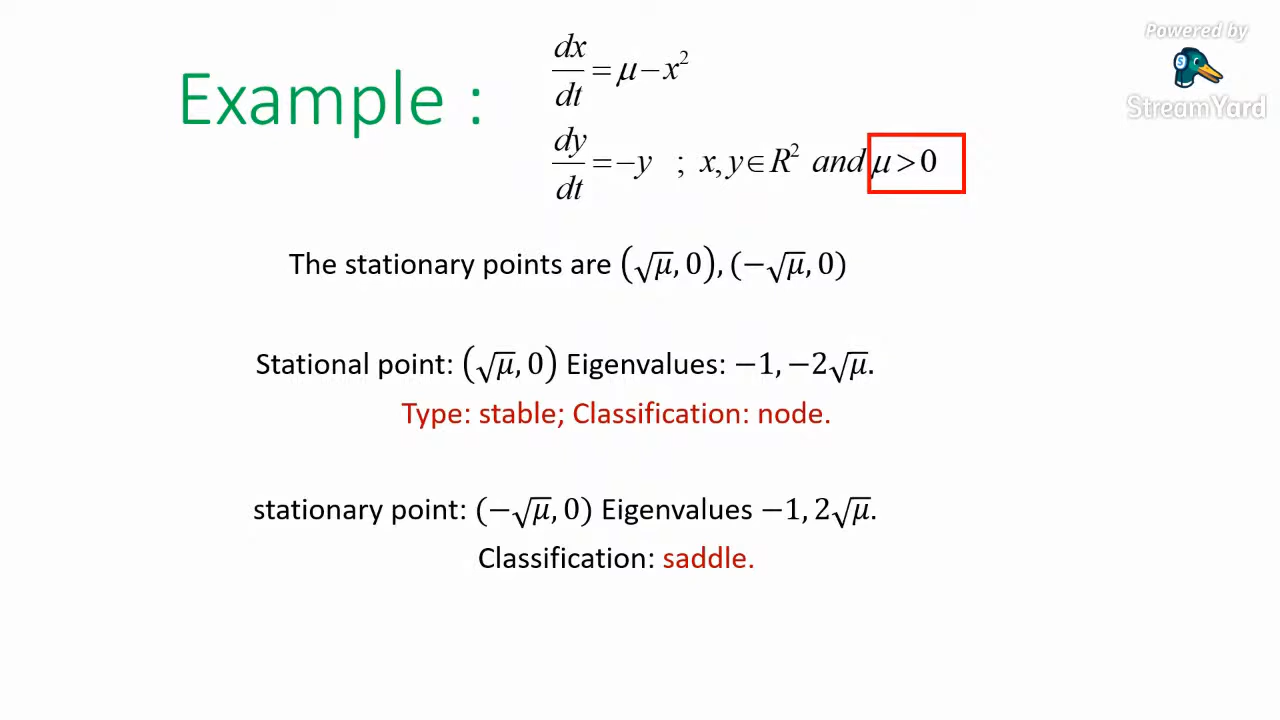 Powered by
StreamYard
Example :
dx/dt = μ − x²
dy/dt = −y ; x, y ∈ R² and μ > 0
The stationary points are (√μ, 0), (−√μ, 0)
Stational point: (√μ, 0) Eigenvalues: −1, −2√μ.
Type: stable; Classification: node.
stationary point: (−√μ, 0) Eigenvalues −1, 2√μ.
Classification: saddle.